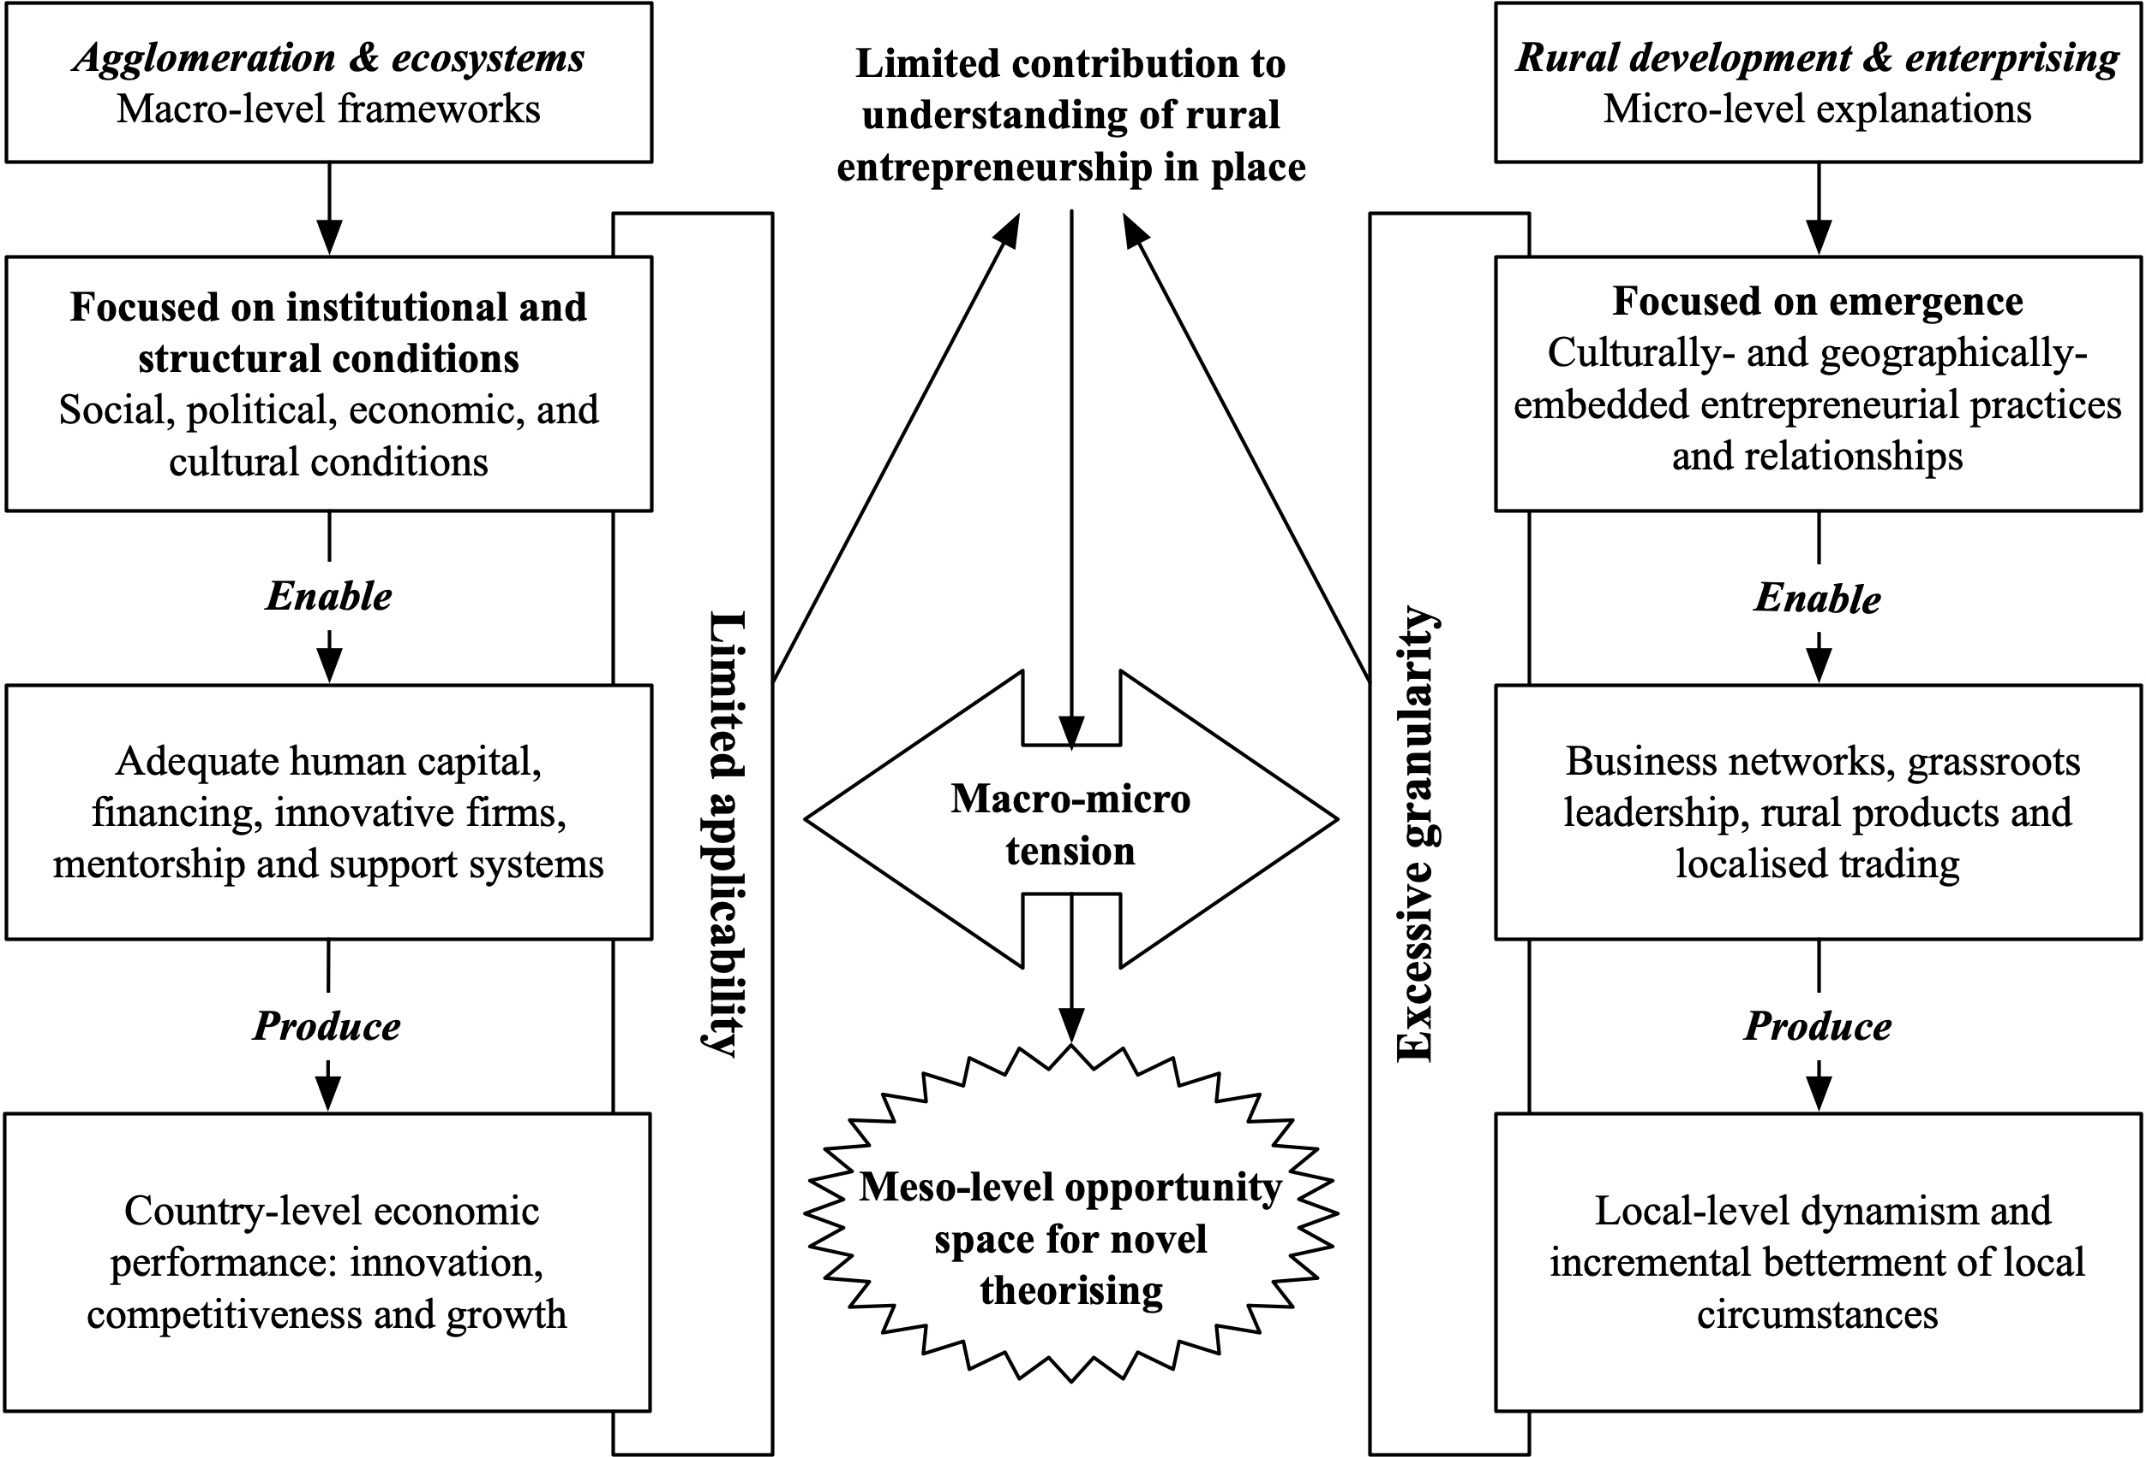 Agglomeration & ecosystems
Macro-level frameworks
Focused on institutional and
structural conditions
Social, political, economic, and
cultural conditions
Enable
Adequate human capital,
financing, innovative firms,
mentorship and support systems
Produce
Country-level economic
performance: innovation,
competitiveness and growth
Limited applicability
Limited contribution to
understanding of rural
entrepreneurship in place
Macro-micro
tension
Meso-level opportunity
space for novel
theorising
Excessive granularity
Rural development & enterprising
Micro-level explanations
Focused on emergence
Culturally- and geographically-
embedded entrepreneurial practices
and relationships
Enable
Business networks, grassroots
leadership, rural products and
localised trading
Produce
Local-level dynamism and
incremental betterment of local
circumstances